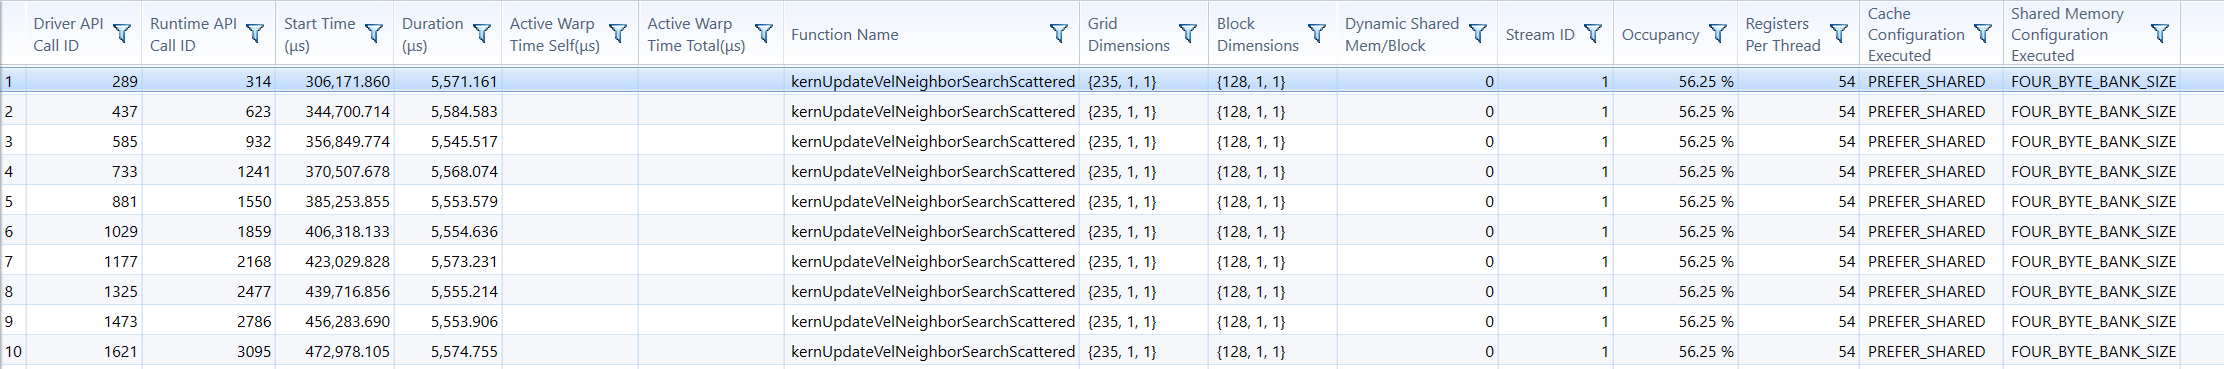 Driver API Call ID Runtime API Call ID Start Time (µs) Duration (µs) Active Warp Time Self(µs) Active Warp Time Total(µs) Function Name Grid Dimensions Block Dimensions Dynamic Shared Mem/Block Stream ID Occupancy Registers Per Thread Cache Configuration Executed Shared Memory Configuration Executed
1 289 314 306,171.860 5,571.161 kernUpdateVelNeighborSearchScattered {235, 1, 1} {128, 1, 1} 0 1 56.25 % 54 PREFER_SHARED FOUR_BYTE_BANK_SIZE
2 437 623 344,700.714 5,584.583 kernUpdateVelNeighborSearchScattered {235, 1, 1} {128, 1, 1} 0 1 56.25 % 54 PREFER_SHARED FOUR_BYTE_BANK_SIZE
3 585 932 356,849.774 5,545.517 kernUpdateVelNeighborSearchScattered {235, 1, 1} {128, 1, 1} 0 1 56.25 % 54 PREFER_SHARED FOUR_BYTE_BANK_SIZE
4 733 1241 370,507.678 5,568.074 kernUpdateVelNeighborSearchScattered {235, 1, 1} {128, 1, 1} 0 1 56.25 % 54 PREFER_SHARED FOUR_BYTE_BANK_SIZE
5 881 1550 385,253.855 5,553.579 kernUpdateVelNeighborSearchScattered {235, 1, 1} {128, 1, 1} 0 1 56.25 % 54 PREFER_SHARED FOUR_BYTE_BANK_SIZE
6 1029 1859 406,318.133 5,554.636 kernUpdateVelNeighborSearchScattered {235, 1, 1} {128, 1, 1} 0 1 56.25 % 54 PREFER_SHARED FOUR_BYTE_BANK_SIZE
7 1177 2168 423,029.828 5,573.231 kernUpdateVelNeighborSearchScattered {235, 1, 1} {128, 1, 1} 0 1 56.25 % 54 PREFER_SHARED FOUR_BYTE_BANK_SIZE
8 1325 2477 439,716.856 5,555.214 kernUpdateVelNeighborSearchScattered {235, 1, 1} {128, 1, 1} 0 1 56.25 % 54 PREFER_SHARED FOUR_BYTE_BANK_SIZE
9 1473 2786 456,283.690 5,553.906 kernUpdateVelNeighborSearchScattered {235, 1, 1} {128, 1, 1} 0 1 56.25 % 54 PREFER_SHARED FOUR_BYTE_BANK_SIZE
10 1621 3095 472,978.105 5,574.755 kernUpdateVelNeighborSearchScattered {235, 1, 1} {128, 1, 1} 0 1 56.25 % 54 PREFER_SHARED FOUR_BYTE_BANK_SIZE